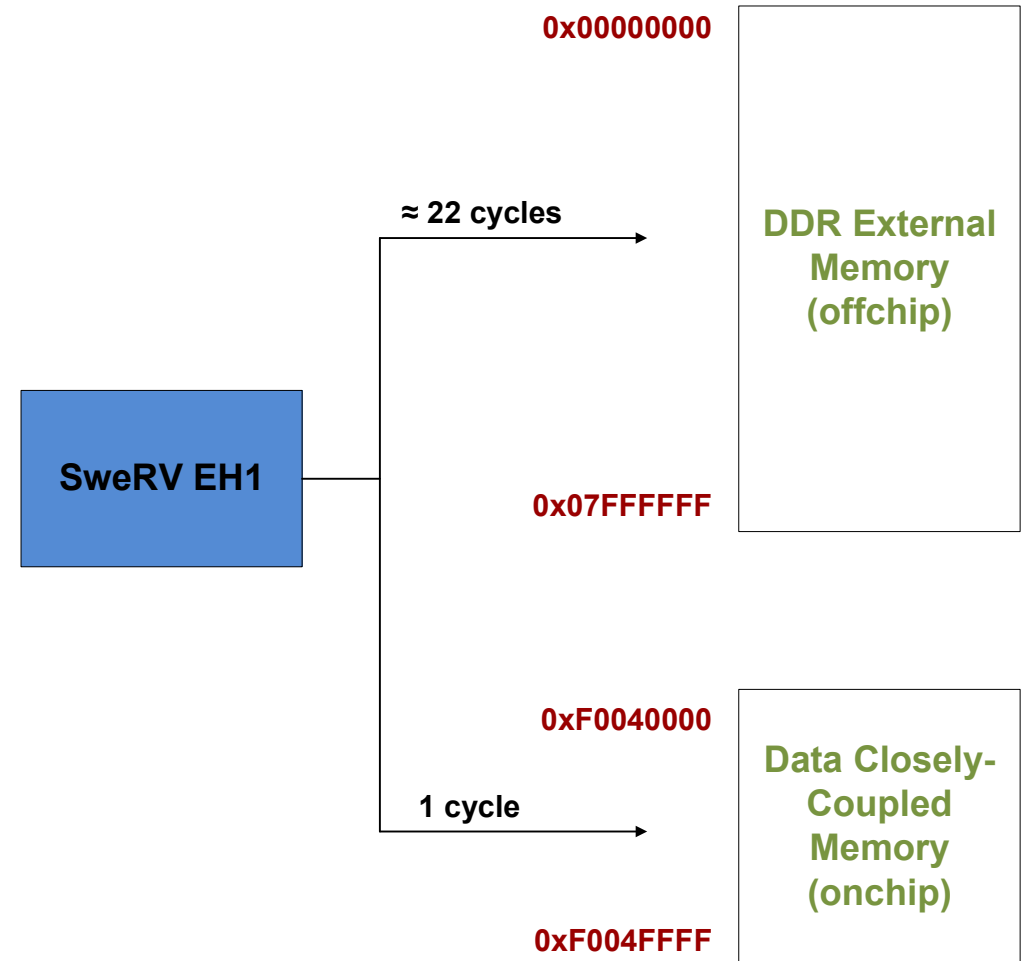 0x00000000
≈ 22 cycles
DDR External
Memory
(offchip)
SweRV EH1
0x07FFFFFF
0xF0040000
Data Closely-
Coupled
Memory
(onchip)
1 cycle
0xF004FFFF